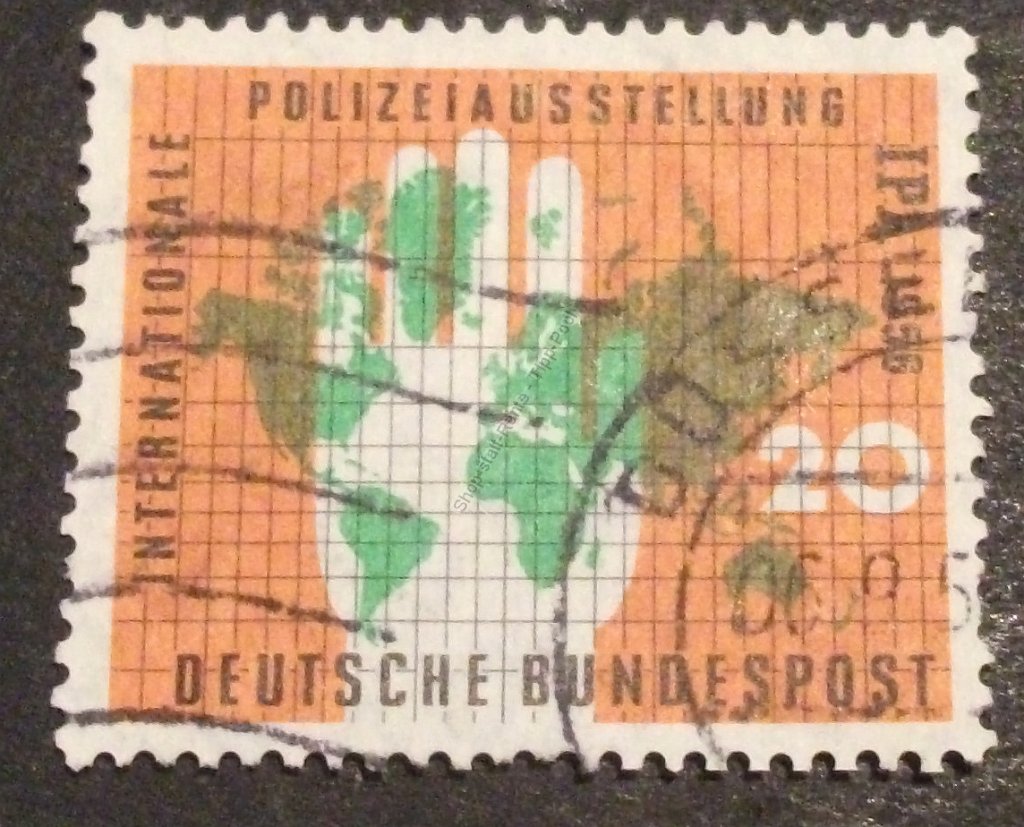 POLIZEIAUSSTELLUNG
INTERNATIONALE
IPA 1956
20
DEUTSCHE BUNDESPOST